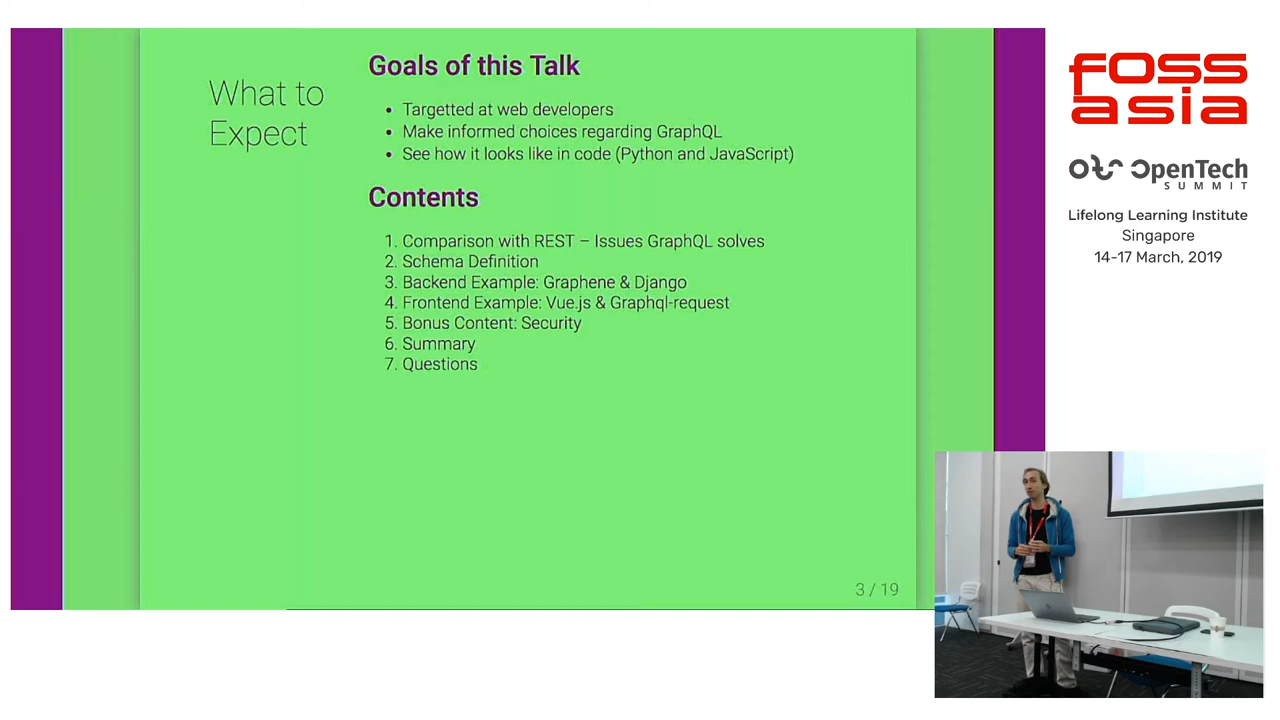 What to
Expect
Goals of this Talk
• Targetted at web developers
• Make informed choices regarding GraphQL
• See how it looks like in code (Python and JavaScript)
Contents
1. Comparison with REST – Issues GraphQL solves
2. Schema Definition
3. Backend Example: Graphene & Django
4. Frontend Example: Vue.js & Graphql-request
5. Bonus Content: Security
6. Summary
7. Questions
3 / 19
fOSS
asia
OpenTech
SUMMIT
Lifelong Learning Institute
Singapore
14-17 March, 2019